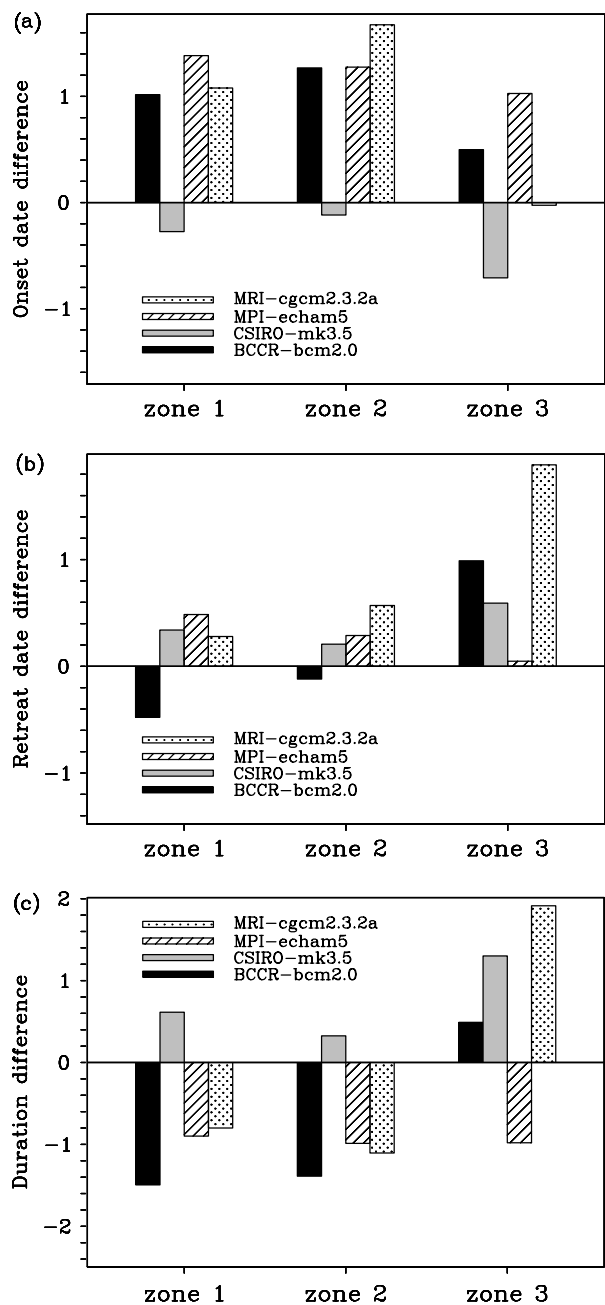 (a)
Onset date difference
1
0
−1
MRI−cgcm2.3.2a
MPI−echam5
CSIRO−mk3.5
BCCR−bcm2.0
zone 1 zone 2 zone 3
(b)
Retreat date difference
1
0
−1
MRI−cgcm2.3.2a
MPI−echam5
CSIRO−mk3.5
BCCR−bcm2.0
zone 1 zone 2 zone 3
(c)
Duration difference
2
1
0
−1
−2
MRI−cgcm2.3.2a
MPI−echam5
CSIRO−mk3.5
BCCR−bcm2.0
zone 1 zone 2 zone 3